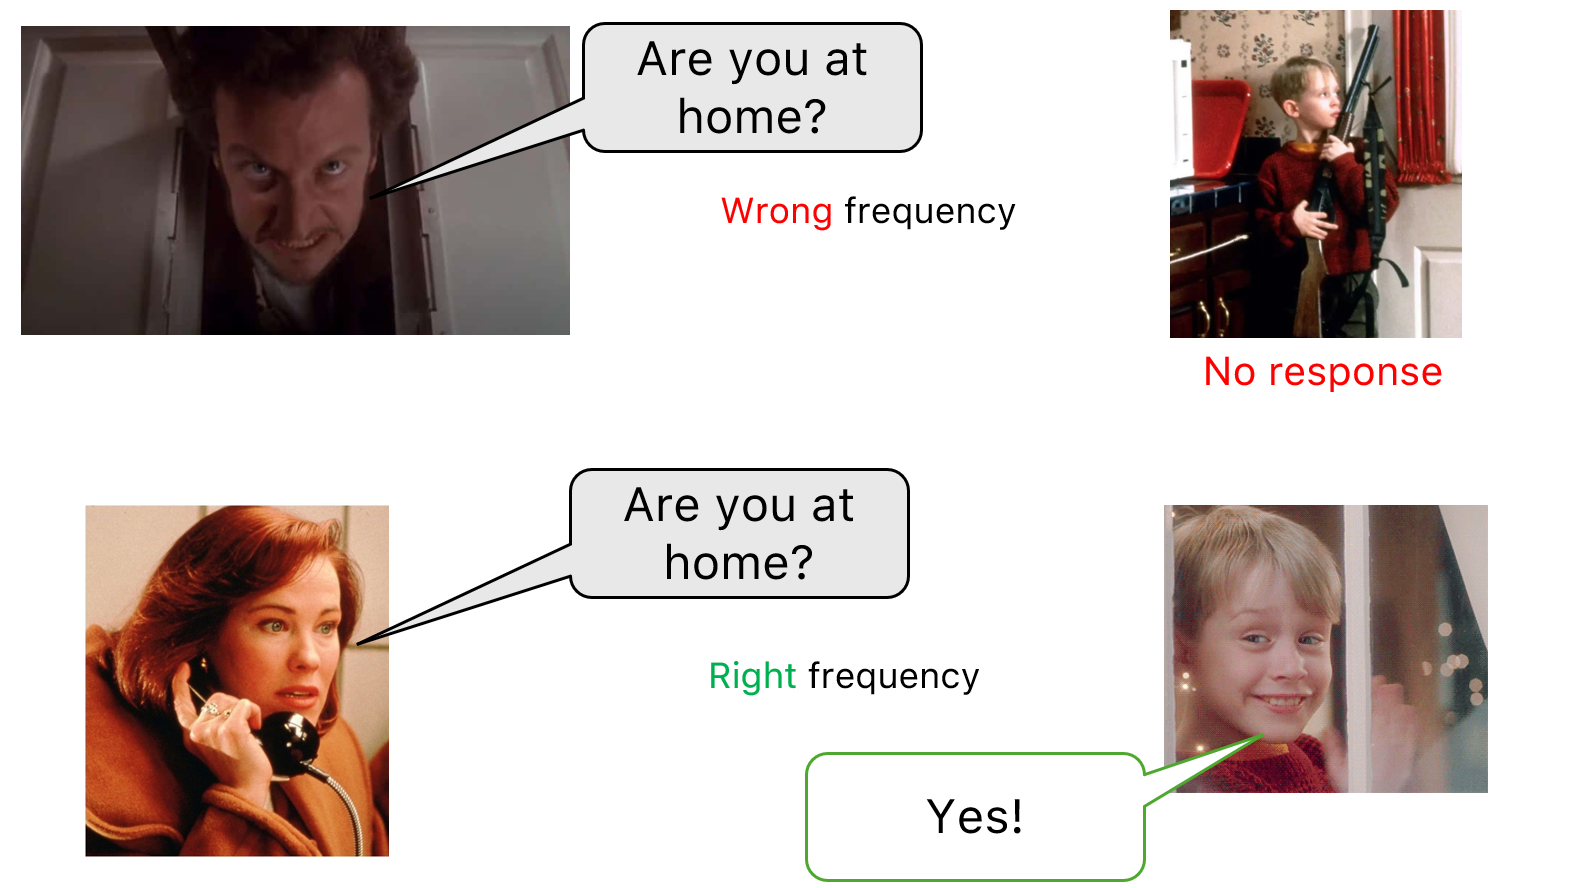 Are you at
home?
Wrong frequency
No response
Are you at
home?
Right frequency
Yes!